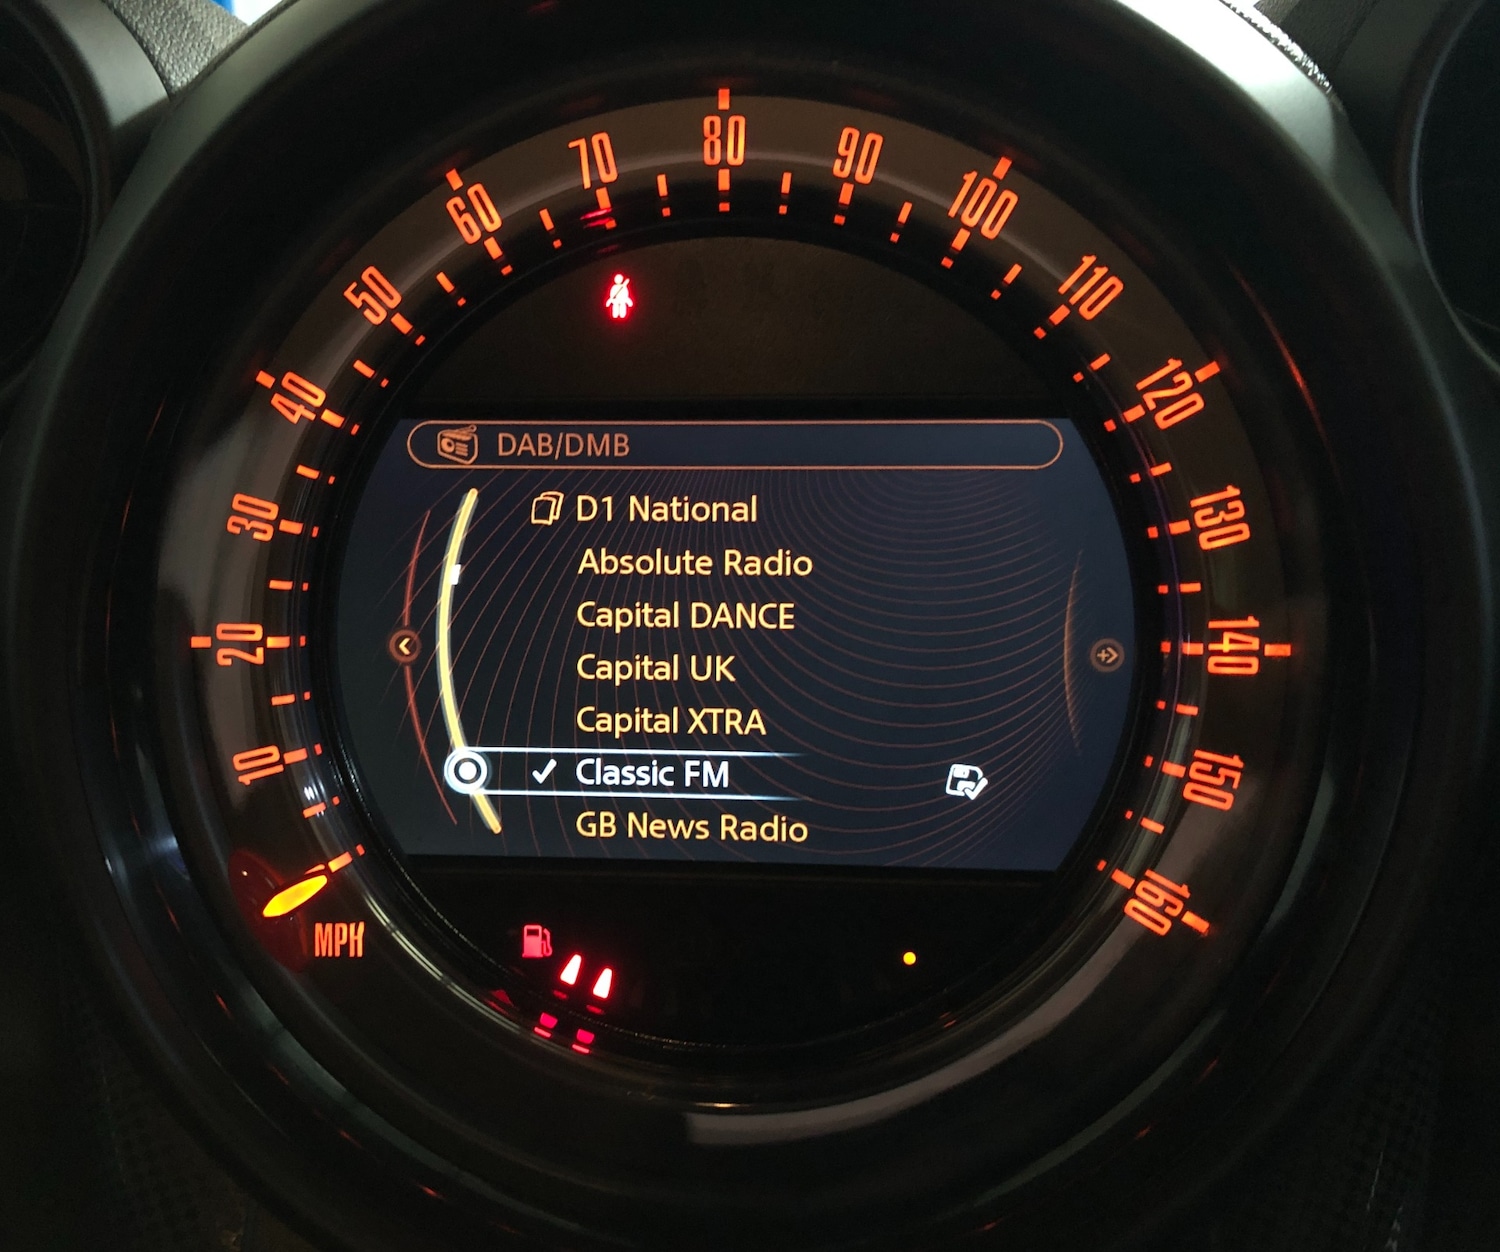 10
20
30
40
50
60
70
80
90
100
110
120
130
140
150
160
MPH
DAB/DMB
D1 National
Absolute Radio
Capital DANCE
Capital UK
Capital XTRA
Classic FM
GB News Radio